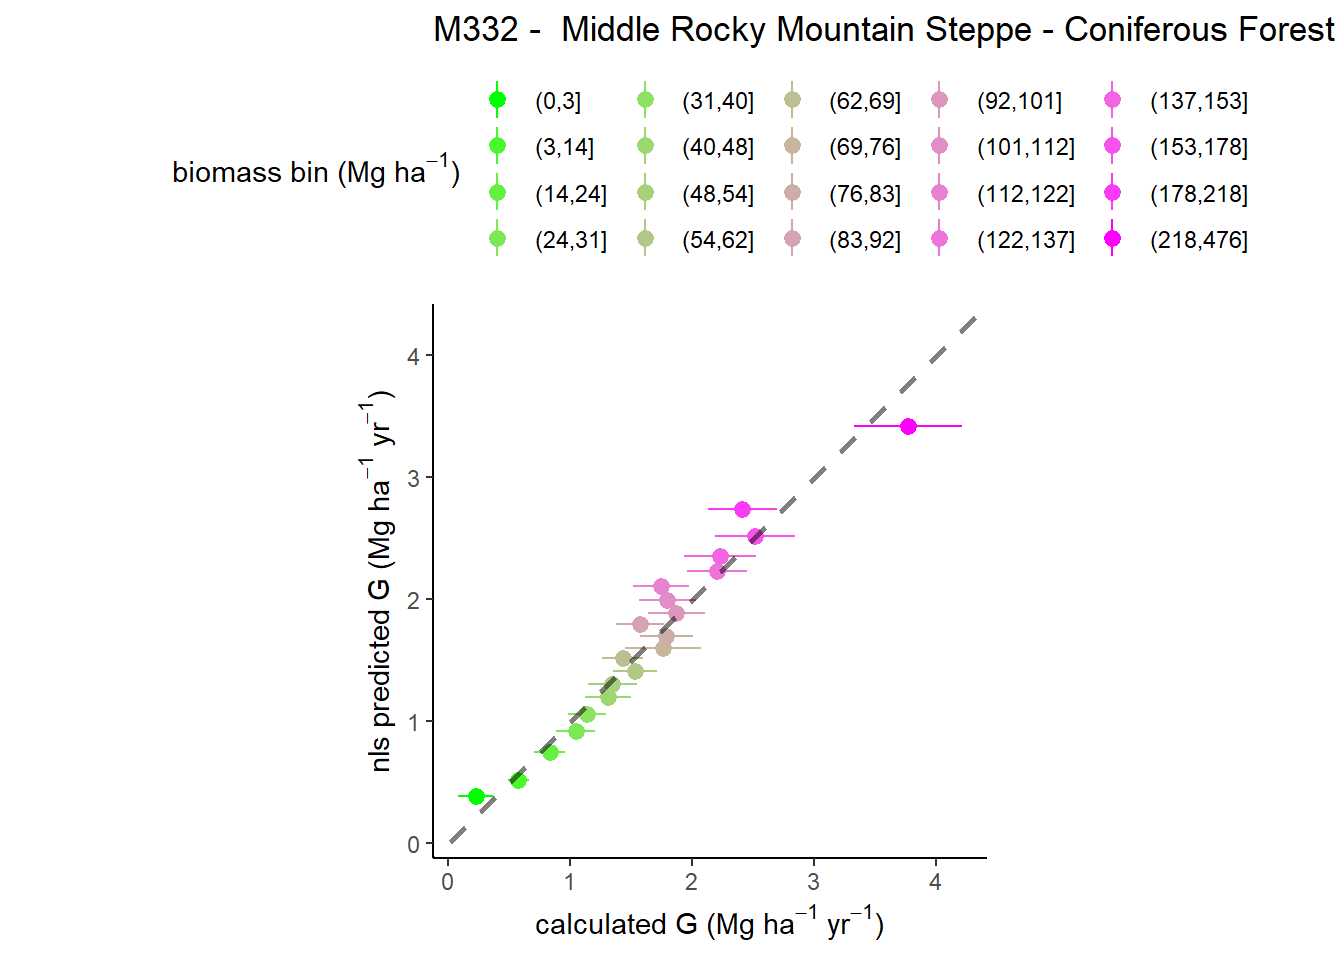 M332 -  Middle Rocky Mountain Steppe - Coniferous Forest
biomass bin (Mg ha⁻¹)
(0,3] (31,40] (62,69] (92,101] (137,153]
(3,14] (40,48] (69,76] (101,112] (153,178]
(14,24] (48,54] (76,83] (112,122] (178,218]
(24,31] (54,62] (83,92] (122,137] (218,476]
nls predicted G (Mg ha⁻¹ yr⁻¹)
4
3
2
1
0
0 1 2 3 4
calculated G (Mg ha⁻¹ yr⁻¹)